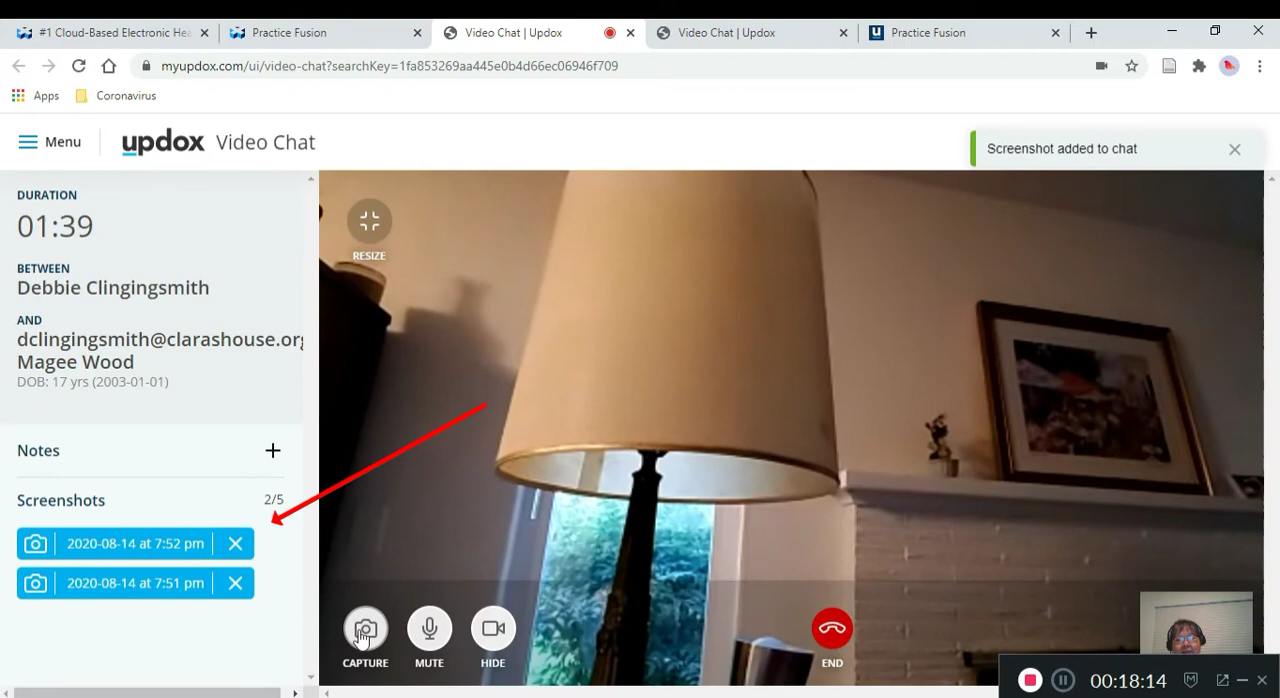 #1 Cloud-Based Electronic Hea
Practice Fusion
Video Chat | Updox
Video Chat | Updox
Practice Fusion
myupdox.com/ui/video-chat?searchKey=1fa853269aa445e0b4d66ec06946f709
Apps
Coronavirus
Menu
updox Video Chat
Screenshot added to chat
DURATION
01:39
BETWEEN
Debbie Clingingsmith
AND
dclingingsmith@clarashouse.org
Magee Wood
DOB: 17 yrs (2003-01-01)
Notes
Screenshots 2/5
2020-08-14 at 7:52 pm
2020-08-14 at 7:51 pm
RESIZE
CAPTURE
MUTE
HIDE
END
00:18:14